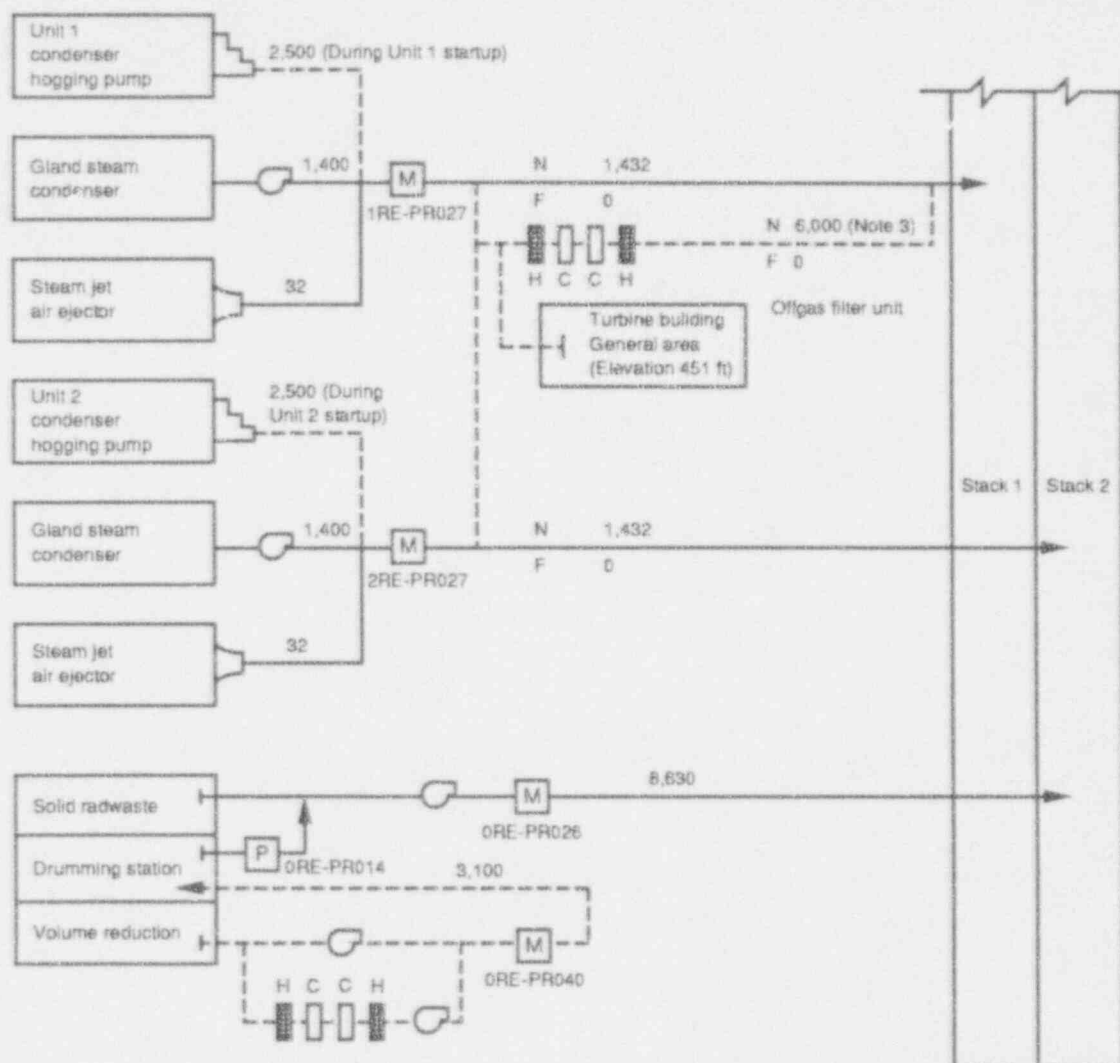 Unit 1
condenser
hogging pump
2,500 (During Unit 1 startup)
Gland steam
condenser
1,400
M
1RE-PR027
N 1,432
F 0
N 6,000 (Note 3)
F 0
H C C H
Offgas filter unit
Steam jet
air ejector
32
Turbine building
General area
(Elevation 451 ft)
Unit 2
condenser
hogging pump
2,500 (During
Unit 2 startup)
Stack 1
Stack 2
Gland steam
condenser
1,400
M
2RE-PR027
N 1,432
F 0
Steam jet
air ejector
32
Solid radwaste
M
0RE-PR026
8,630
Drumming station
P
0RE-PR014
3,100
Volume reduction
M
0RE-PR040
H C C H